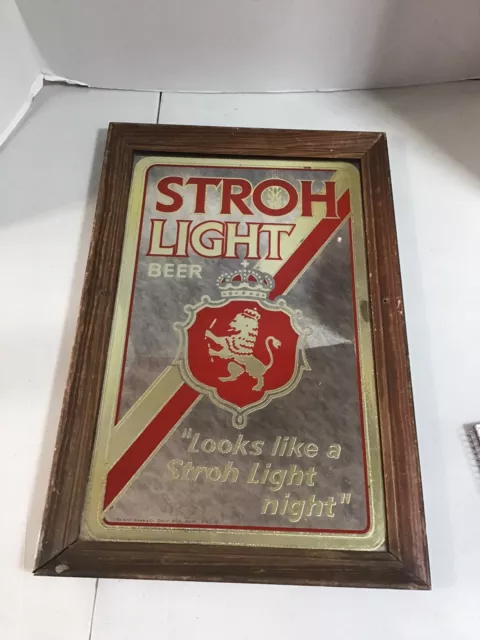 STROH
LIGHT
BEER
"Looks like a
Stroh Light
night"